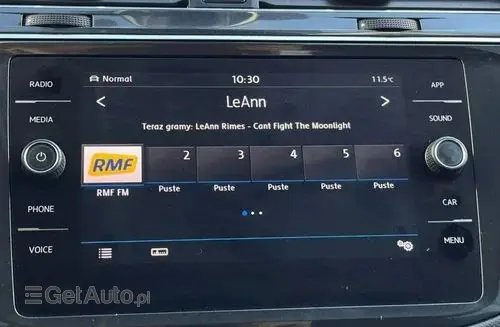 RADIO
MEDIA
PHONE
VOICE
Normal 10:30 11.5°C
< LeAnn >
Teraz gramy: LeAnn Rimes - Cant Fight The Moonlight
RMF 2 3 4 5 6
RMF FM Puste Puste Puste Puste Puste
APP
SOUND
CAR
MENU
GetAuto.pl